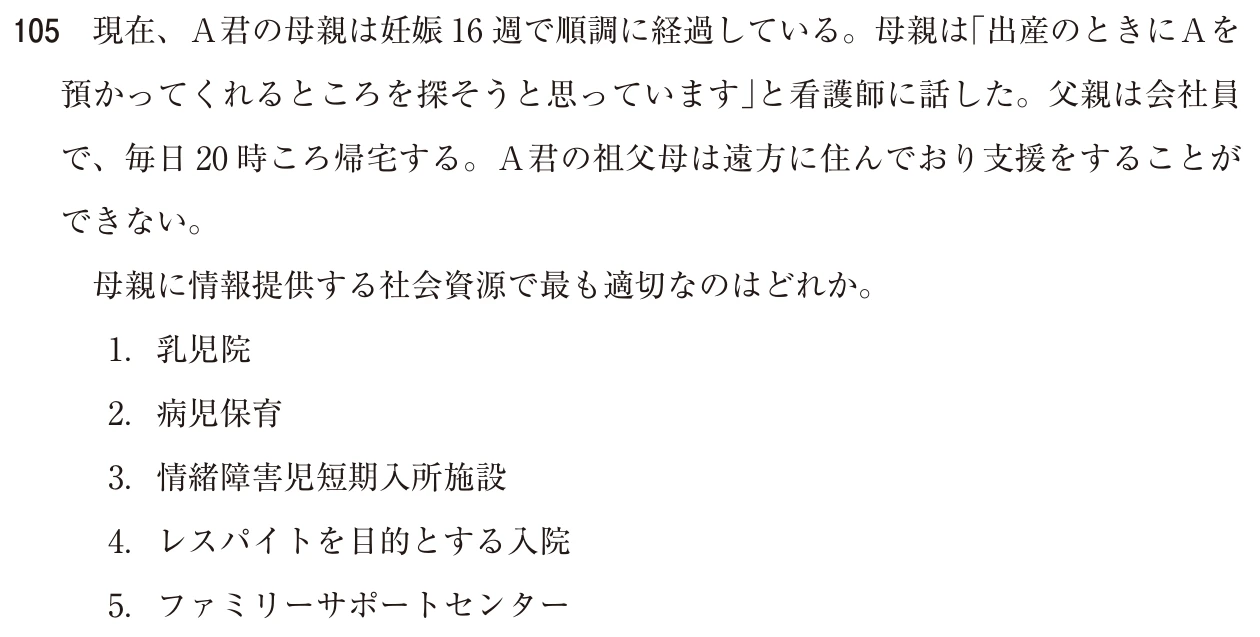 105 現在、A君の母親は妊娠16週で順調に経過している。母親は「出産のときにAを
預かってくれるところを探そうと思っています」と看護師に話した。父親は会社員
で、毎日20時ころ帰宅する。A君の祖父母は遠方に住んでおり支援をすることが
できない。
母親に情報提供する社会資源で最も適切なのはどれか。
1. 乳児院
2. 病児保育
3. 情緒障害児短期入所施設
4. レスパイトを目的とする入院
5. ファミリーサポートセンター